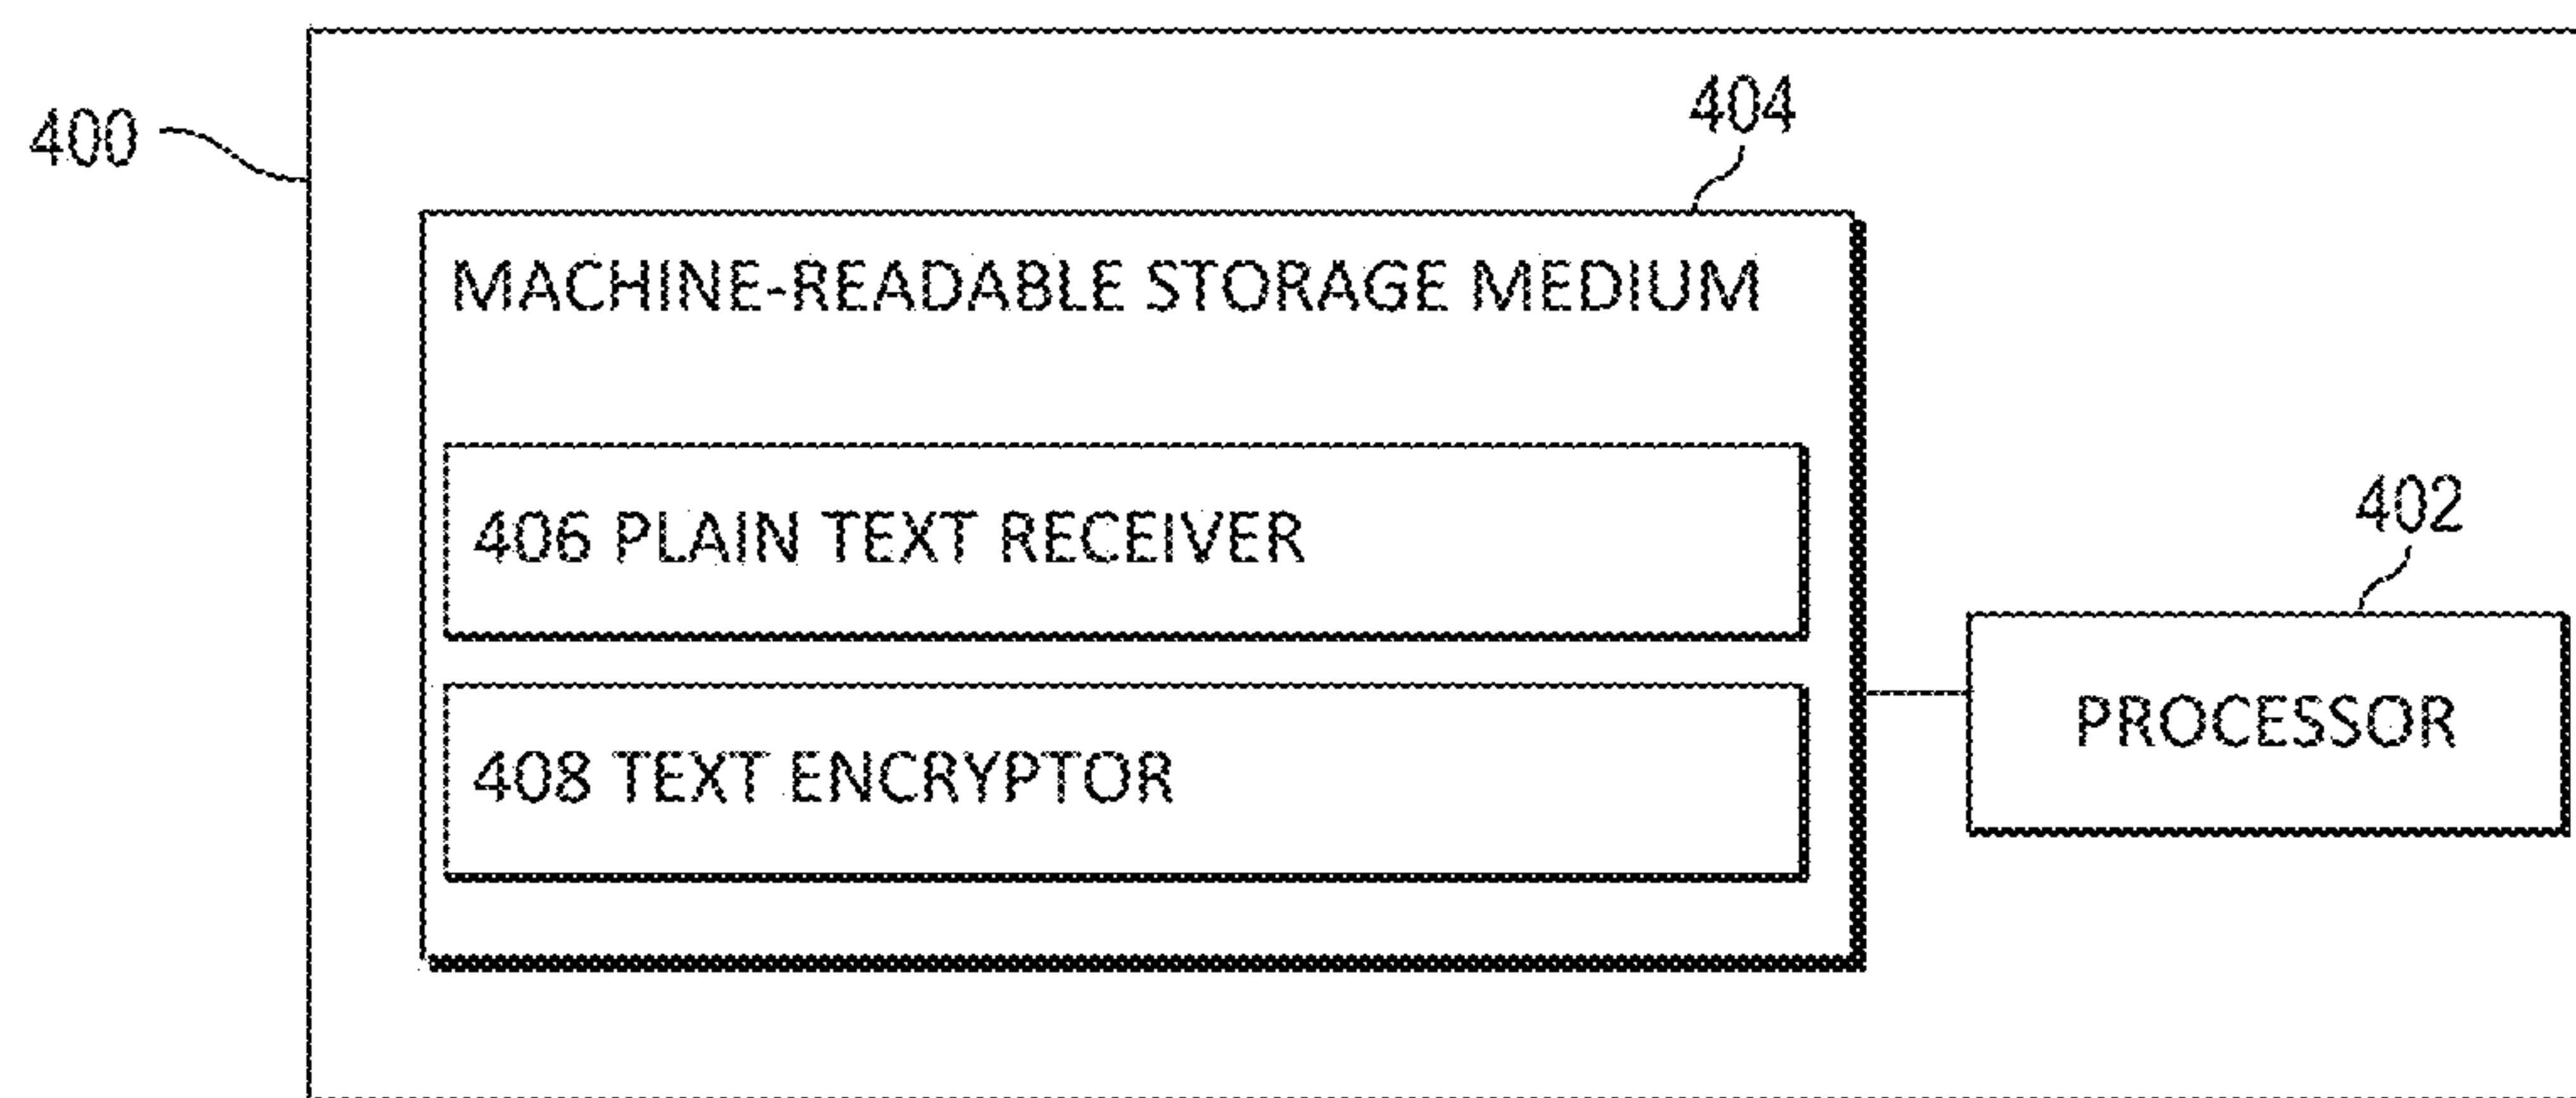 404
400
MACHINE-READABLE STORAGE MEDIUM
406 PLAIN TEXT RECEIVER
402
PROCESSOR
408 TEXT ENCRYPTOR